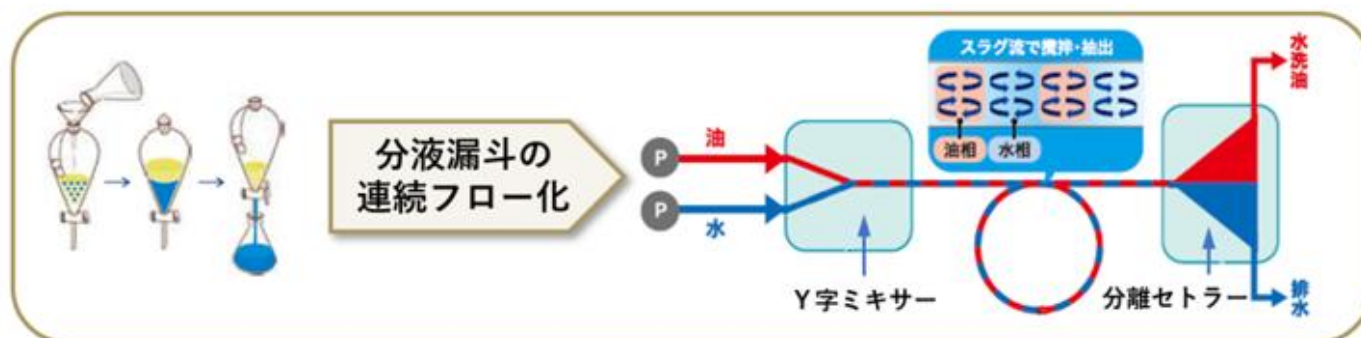 分液漏斗の
連続フロー化
P
油
P
水
Y字ミキサー
スラグ流で攪拌・抽出
油相
水相
分離セトラー
水洗油
排水